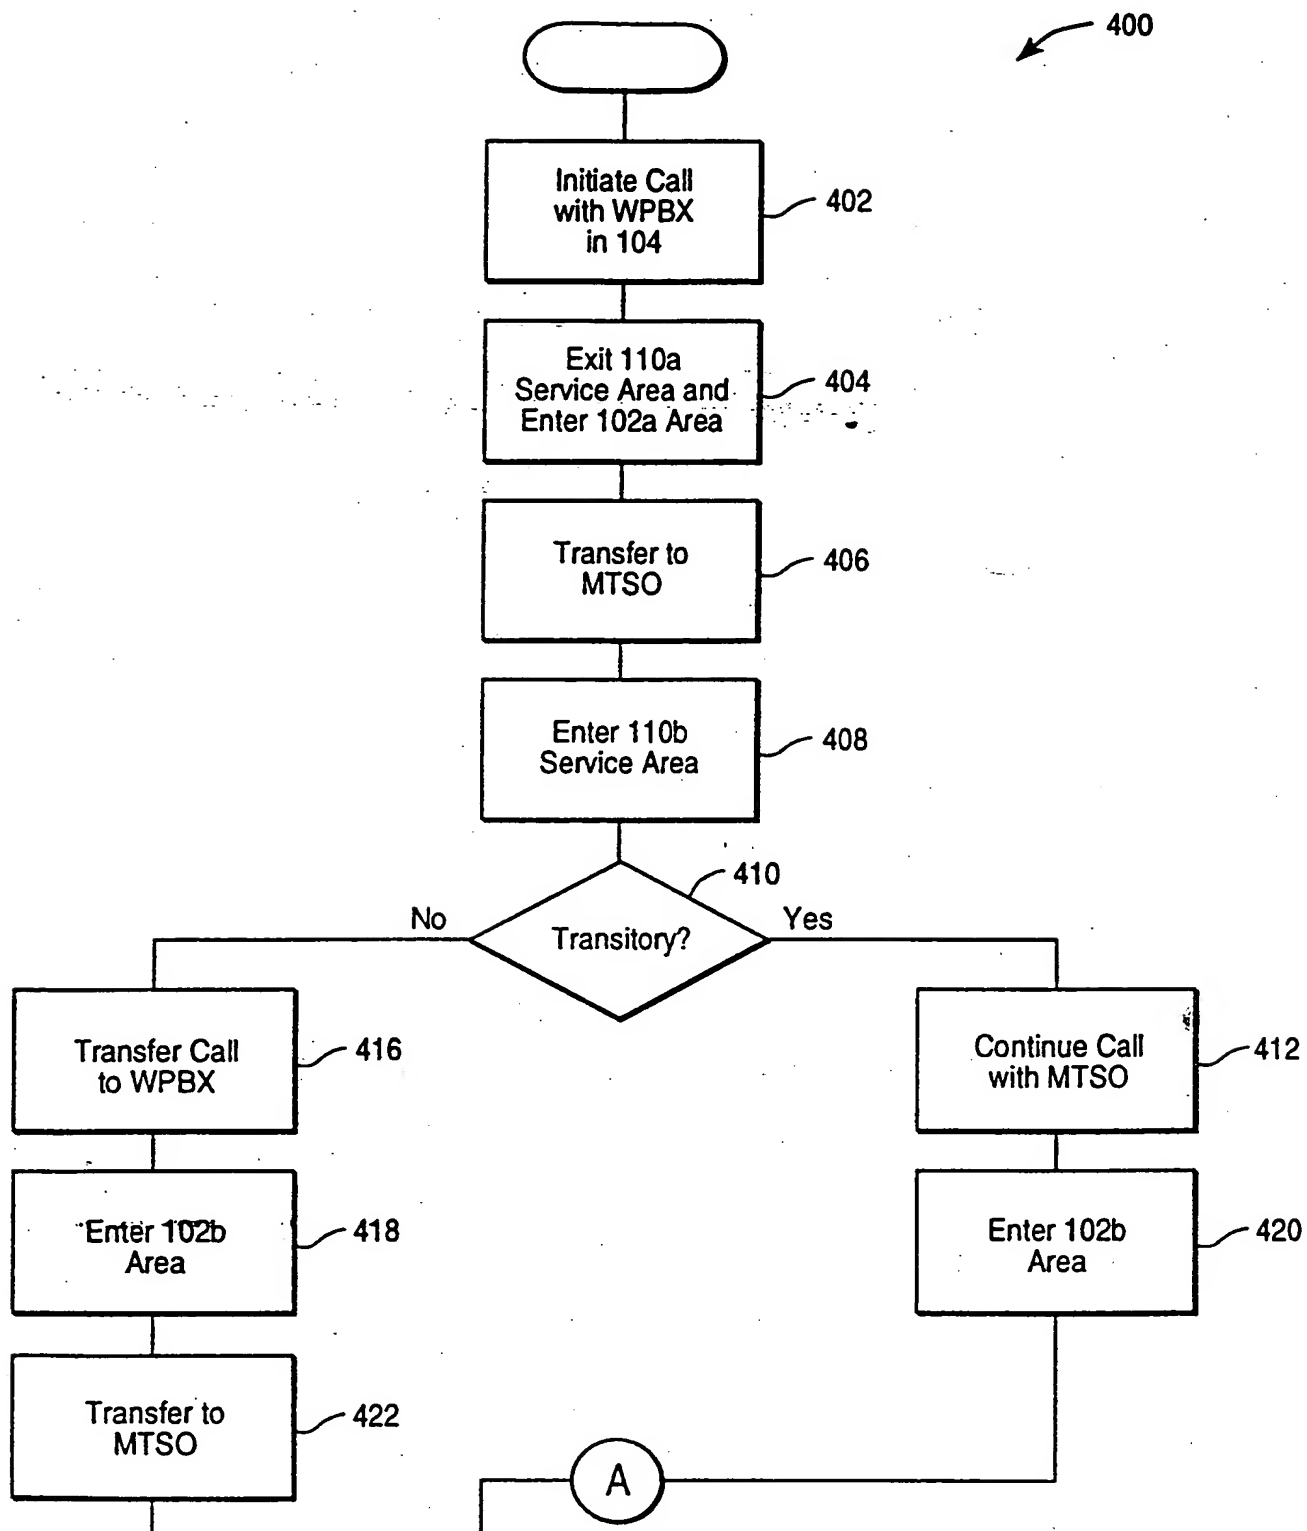 400
Initiate Call
with WPBX
in 104
402
Exit 110a
Service Area and
Enter 102a Area
404
Transfer to
MTSO
406
Enter 110b
Service Area
408
410
No
Transitory?
Yes
Transfer Call
to WPBX
416
Continue Call
with MTSO
412
Enter 102b
Area
418
Enter 102b
Area
420
Transfer to
MTSO
422
A